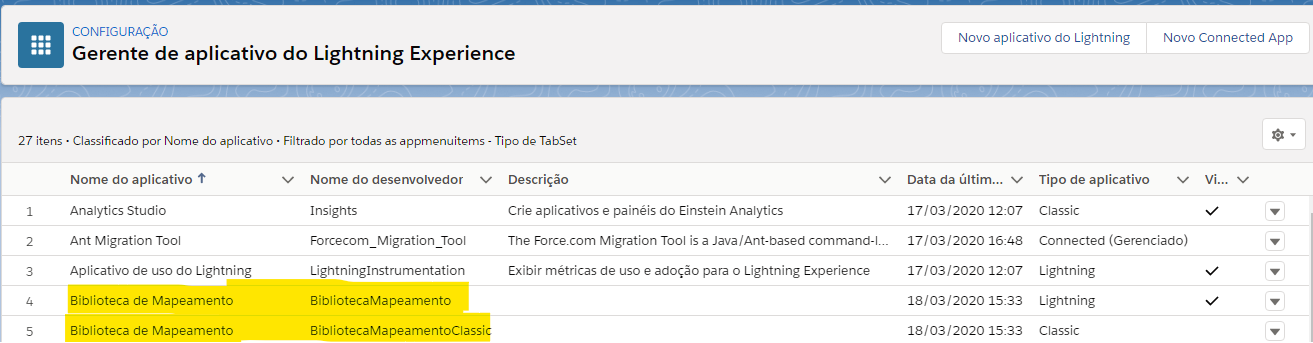 CONFIGURAÇÃO
Gerente de aplicativo do Lightning Experience
Novo aplicativo do Lightning Novo Connected App
27 itens • Classificado por Nome do aplicativo • Filtrado por todas as appmenuitems - Tipo de TabSet
Nome do aplicativo ↑ Nome do desenvolvedor Descrição Data da últim... Tipo de aplicativo Vi...
1 Analytics Studio Insights Crie aplicativos e painéis do Einstein Analytics 17/03/2020 12:07 Classic
2 Ant Migration Tool Forcecom_Migration_Tool The Force.com Migration Tool is a Java/Ant-based command-l... 17/03/2020 16:48 Connected (Gerenciado)
3 Aplicativo de uso do Lightning LightningInstrumentation Exibir métricas de uso e adoção para o Lightning Experience 17/03/2020 12:07 Lightning
4 Biblioteca de Mapeamento BibliotecaMapeamento 18/03/2020 15:33 Lightning
5 Biblioteca de Mapeamento BibliotecaMapeamentoClassic 18/03/2020 15:33 Classic